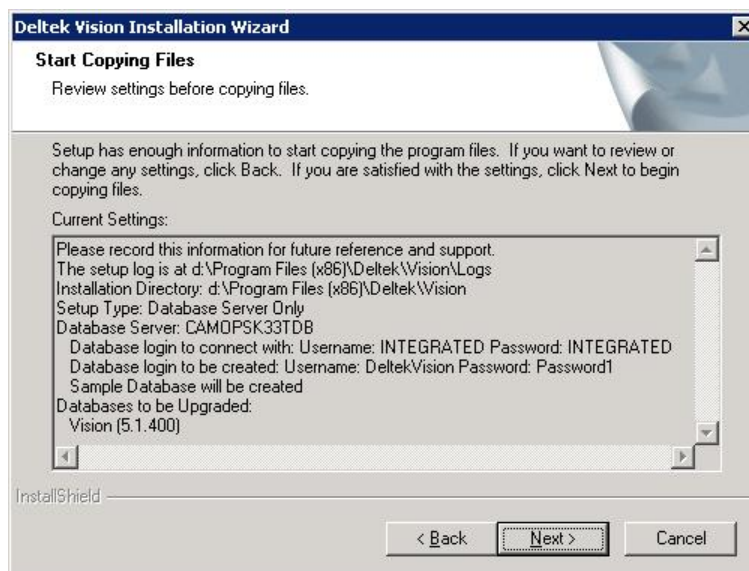 Deltek Vision Installation Wizard
Start Copying Files
Review settings before copying files.
Setup has enough information to start copying the program files. If you want to review or
change any settings, click Back. If you are satisfied with the settings, click Next to begin
copying files.
Current Settings:
Please record this information for future reference and support.
The setup log is at d:\Program Files (x86)\Deltek\Vision\Logs
Installation Directory: d:\Program Files (x86)\Deltek\Vision
Setup Type: Database Server Only
Database Server: CAMOPSK33TDB
Database login to connect with: Username: INTEGRATED Password: INTEGRATED
Database login to be created: Username: DeltekVision Password: Password1
Sample Database will be created
Databases to be Upgraded:
Vision (5.1.400)
InstallShield
< Back
Next >
Cancel